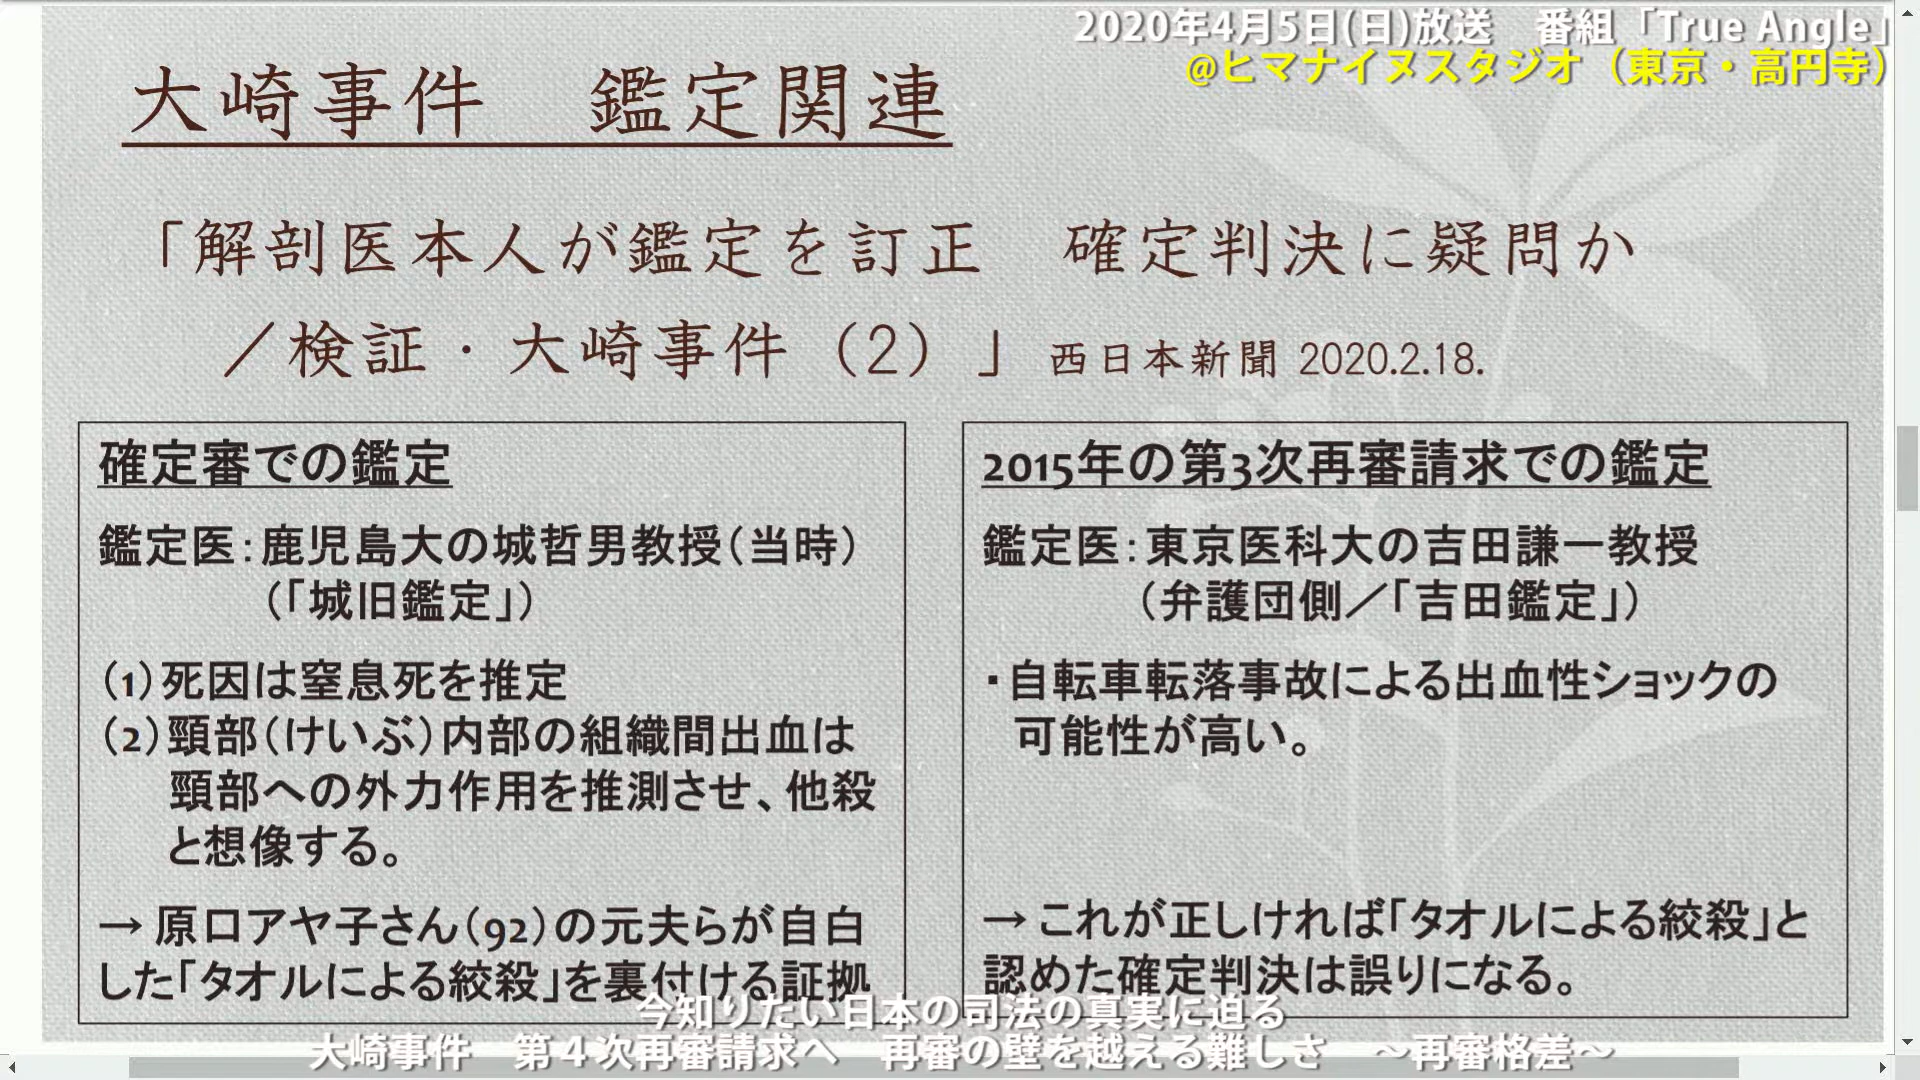 2020年4月5日(日)放送　番組「True Angle」
@ヒマナイヌスタジオ（東京・高円寺）
大崎事件　鑑定関連
「解剖医本人が鑑定を訂正　確定判決に疑問か
／検証・大崎事件（2）」西日本新聞 2020.2.18.
確定審での鑑定
鑑定医：鹿児島大の城哲男教授（当時）
（「城旧鑑定」）
（1）死因は窒息死を推定
（2）頸部（けいぶ）内部の組織間出血は
頸部への外力作用を推測させ、他殺
と想像する。
→ 原口アヤ子さん（92）の元夫らが自白
した「タオルによる絞殺」を裏付ける証拠
2015年の第3次再審請求での鑑定
鑑定医：東京医科大の吉田謙一教授
（弁護団側／「吉田鑑定」）
・自転車転落事故による出血性ショックの
可能性が高い。
→ これが正しければ「タオルによる絞殺」と
認めた確定判決は誤りになる。
今知りたい日本の司法の真実に迫る
大崎事件　第４次再審請求へ　再審の壁を越える難しさ　～再審格差～